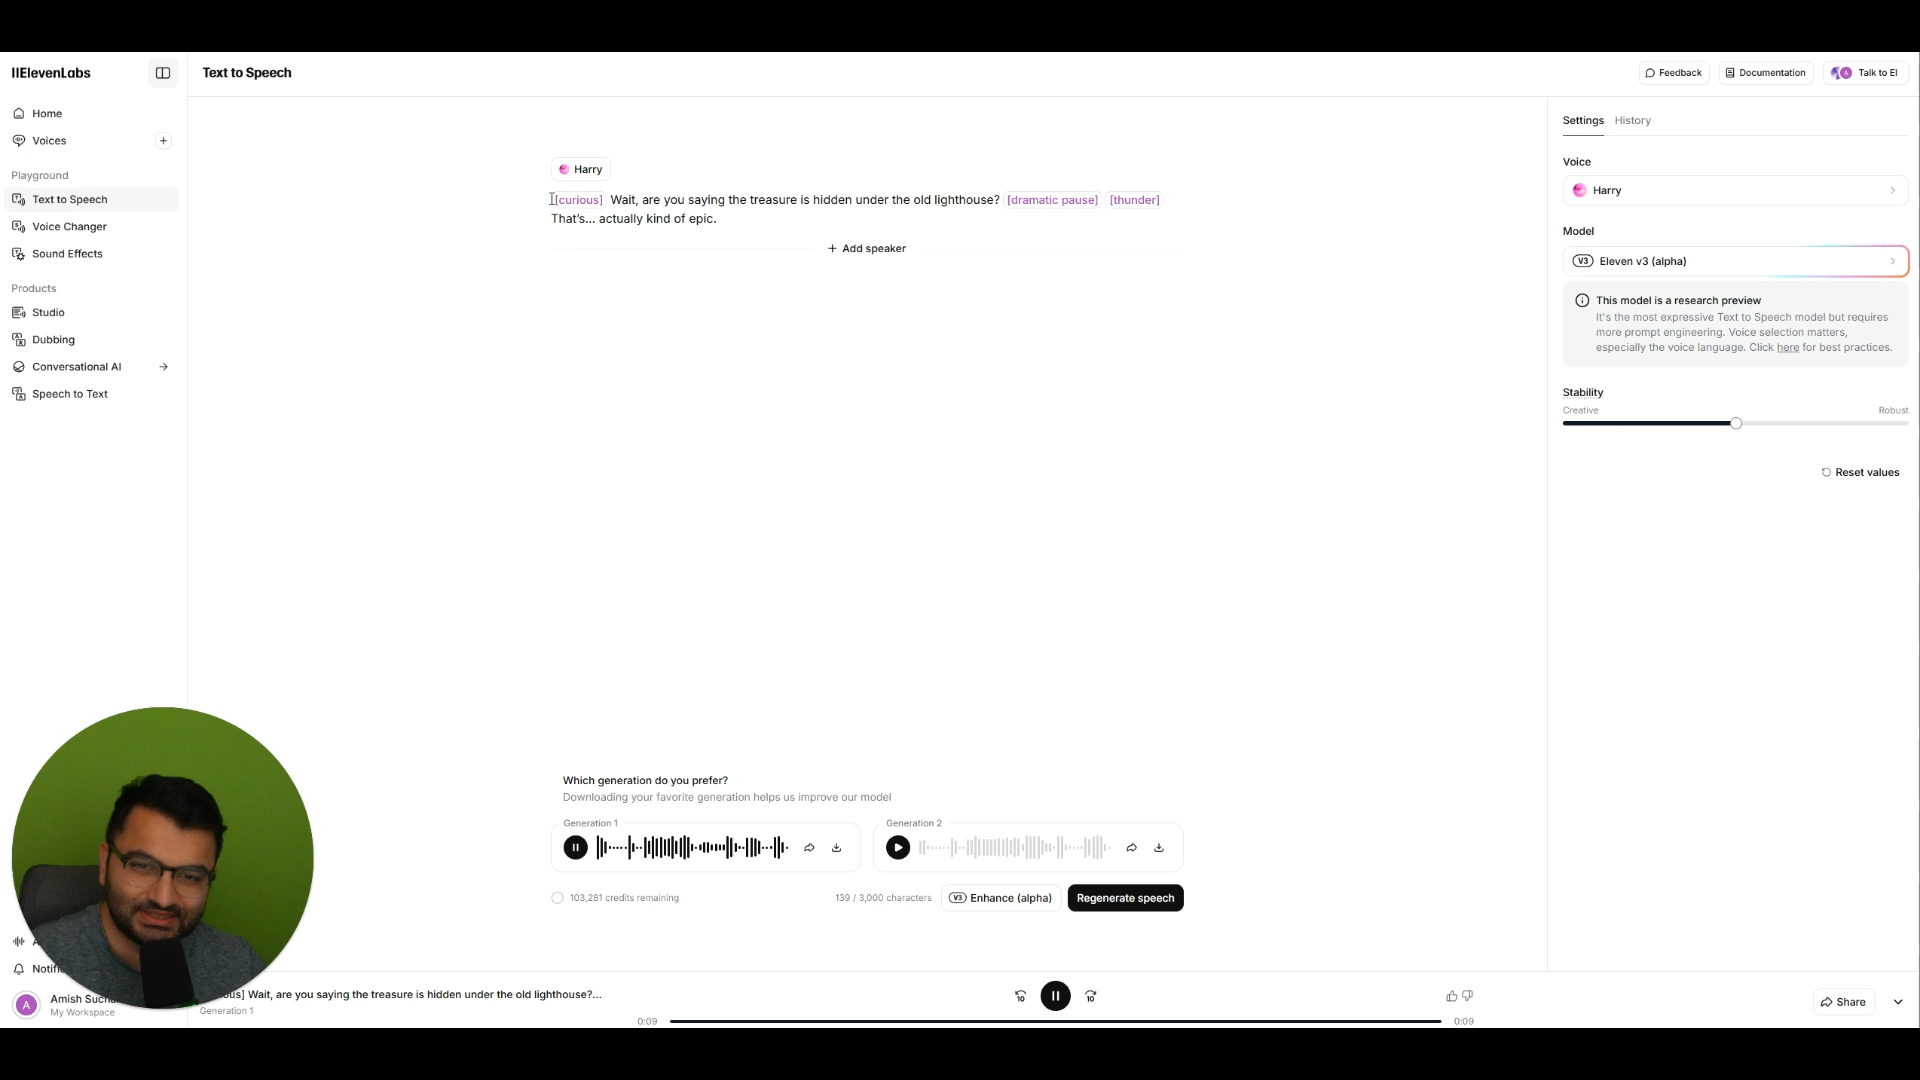 IIElevenLabs
Text to Speech
Feedback
Documentation
Talk to El
Home
Voices
Playground
Text to Speech
Voice Changer
Sound Effects
Products
Studio
Dubbing
Conversational AI
Speech to Text
Harry
[curious] Wait, are you saying the treasure is hidden under the old lighthouse? [dramatic pause] [thunder]
That's... actually kind of epic.
+ Add speaker
Settings
History
Voice
Harry
Model
V3 Eleven v3 (alpha)
This model is a research preview
It's the most expressive Text to Speech model but requires
more prompt engineering. Voice selection matters,
especially the voice language. Click here for best practices.
Stability
Creative
Robust
Reset values
Which generation do you prefer?
Downloading your favorite generation helps us improve our model
Generation 1
Generation 2
103,281 credits remaining
139 / 3,000 characters
V3 Enhance (alpha)
Regenerate speech
A
Amish
My Workspace
Wait, are you saying the treasure is hidden under the old lighthouse?...
Generation 1
10
10
0:09
0:09
Share